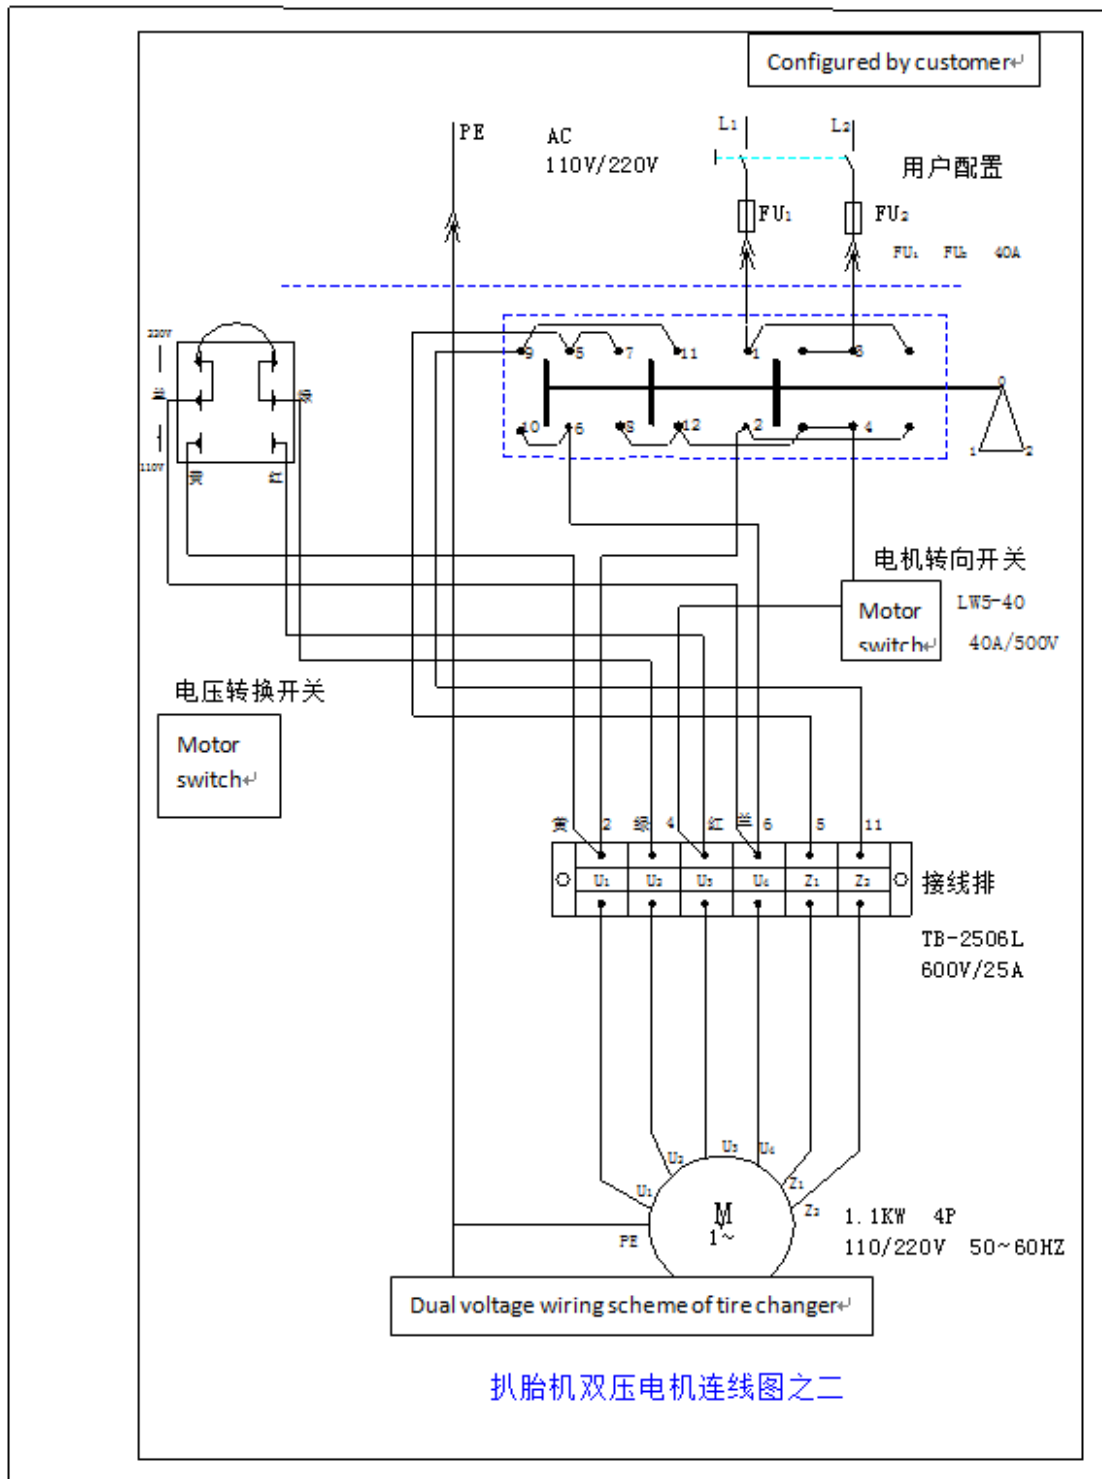 Configured by customer↵
PE
AC
110V/220V
L1
L2
用户配置
FU1
FU2
FU1 FU2 40A
220V
兰
绿
110V
黄
红
9
5
7
11
1
3
10
6
8
12
2
4
0
1
2
电机转向开关
Motor
switch↵
LW5-40
40A/500V
电压转换开关
Motor
switch↵
黄 2 绿 4 红 兰 6 5 11
U1 U2 U3 U4 Z1 Z2
接线排
TB-2506L
600V/25A
U1
U2
U3
U4
Z1
Z2
PE
M
1~
1.1KW 4P
110/220V 50~60HZ
Dual voltage wiring scheme of tire changer↵
扒胎机双压电机连线图之二